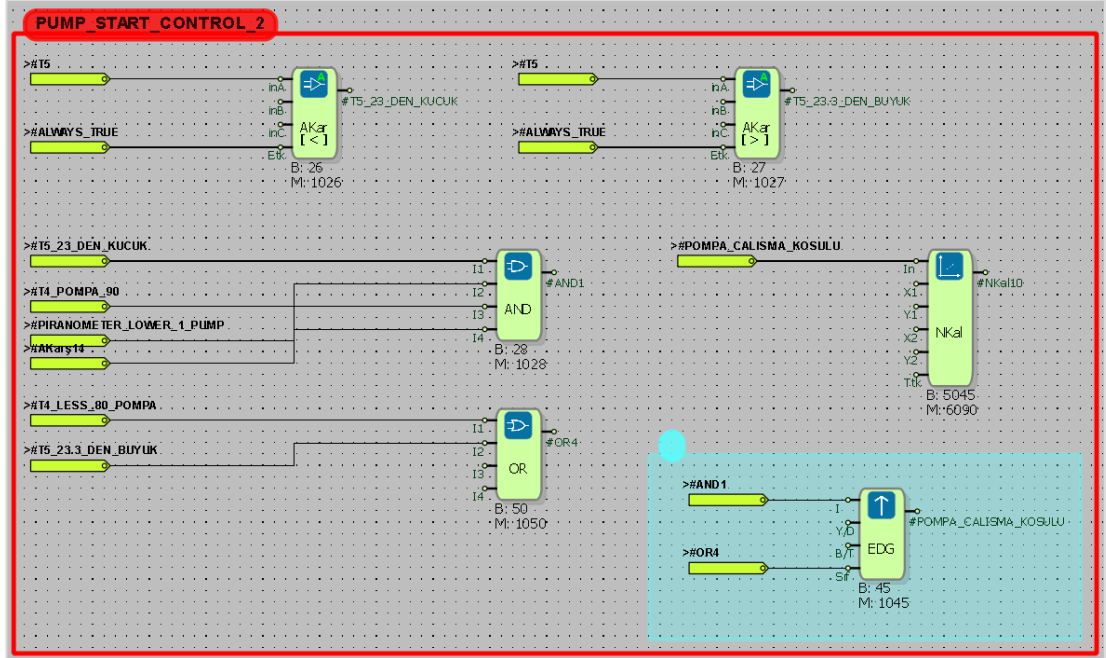 PUMP_START_CONTROL_2
>#T5
inA
inB
inC
Etk
AKar
[<]
#T5_23_DEN_KUCUK
>#ALWAYS_TRUE
B: 26
M: 1026
>#T5
inA
inB
inC
Etk
AKar
[>]
#T5_23.3_DEN_BUYUK
>#ALWAYS_TRUE
B: 27
M: 1027
>#T5_23_DEN_KUCUK
>#T4_POMPA_90
>#PIRANOMETER_LOWER_1_PUMP
>#AKarş14
I1
I2
I3
I4
AND
#AND1
B: 28
M: 1028
>#POMPA_CALISMA_KOSULU
In
X1
Y1
X2
Y2
Ttk
NKal
#NKal10
B: 5045
M: 6090
>#T4_LESS_80_POMPA
>#T5_23.3_DEN_BUYUK
I1
I2
I3
I4
OR
#OR4
B: 50
M: 1050
>#AND1
>#OR4
I
Y/D
B/T
Sıf
EDG
#POMPA_CALISMA_KOSULU
B: 45
M: 1045